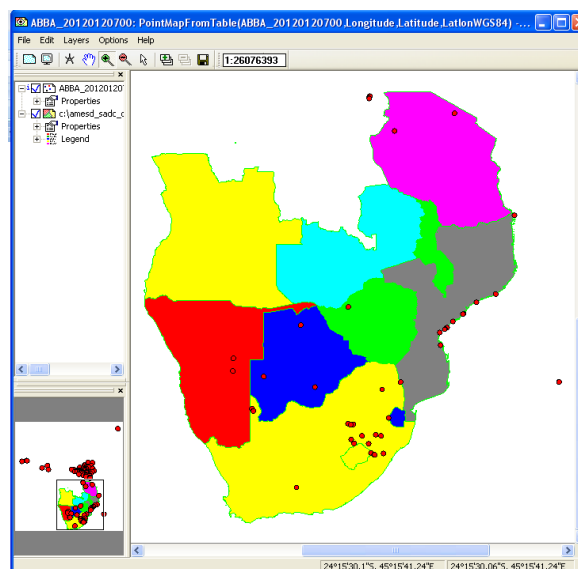 ABBA_20120120700: PointMapFromTable(ABBA_20120120700,Longitude,Latitude,LatlonWGS84) -...
File Edit Layers Options Help
1:26076393
ABBA_201201207
Properties
c:\amesd_sadc_c
Properties
Legend
24°15'30.1"S, 45°15'41.24"E
24°15'30.06"S, 45°15'41.24"E